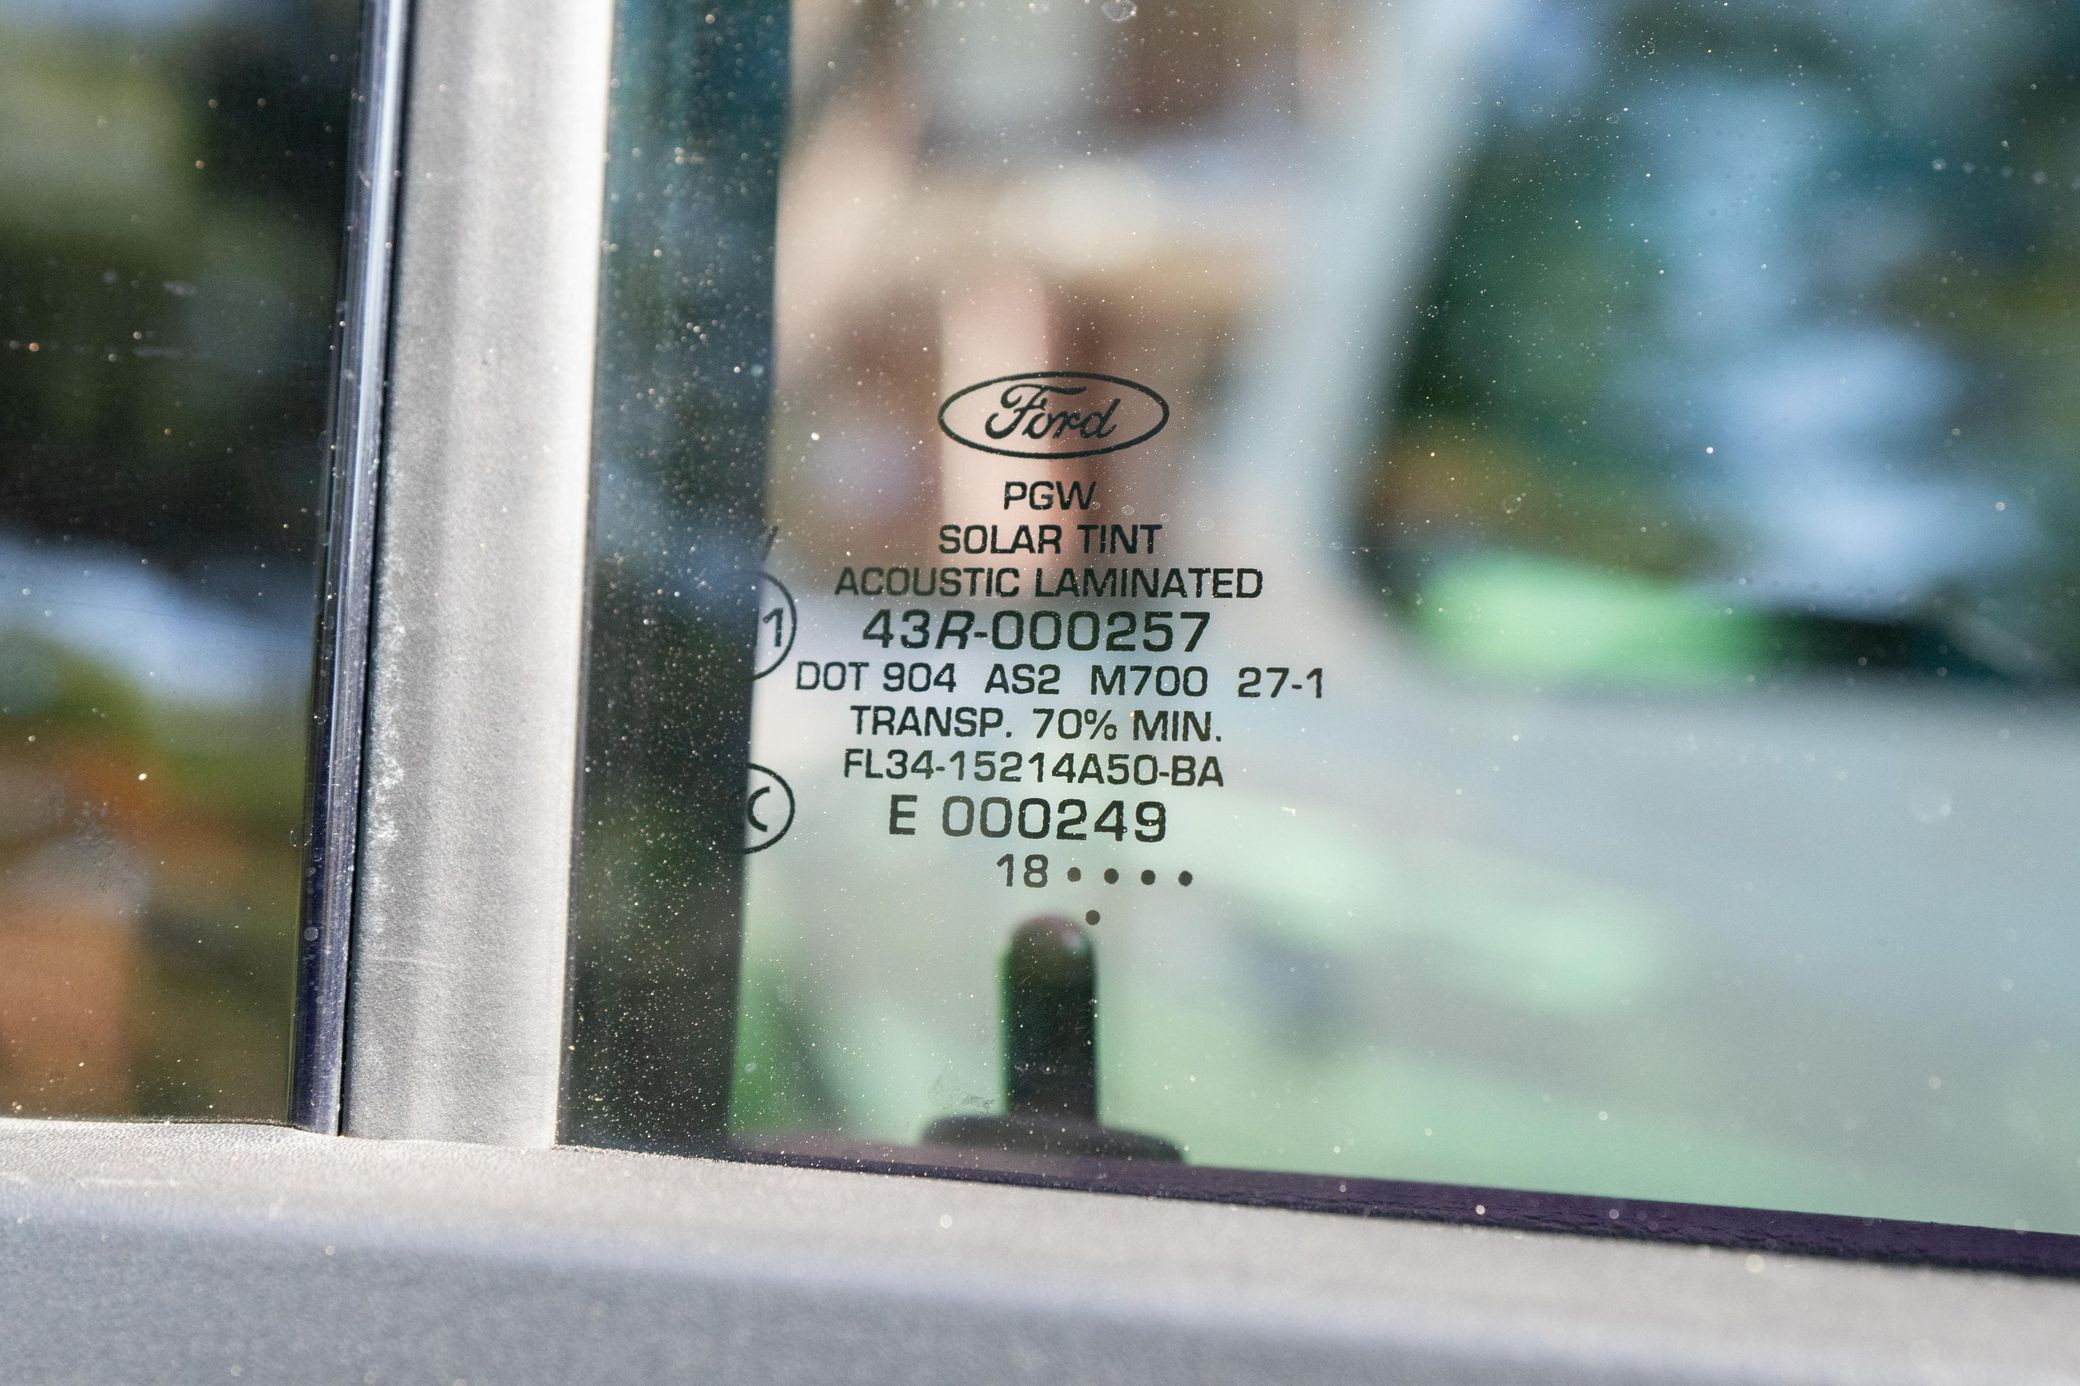 Ford
PGW
SOLAR TINT
ACOUSTIC LAMINATED
1
43R-000257
DOT 904 AS2 M700 27-1
TRANSP. 70% MIN.
FL34-15214A50-BA
E 000249
18 • • • •
•